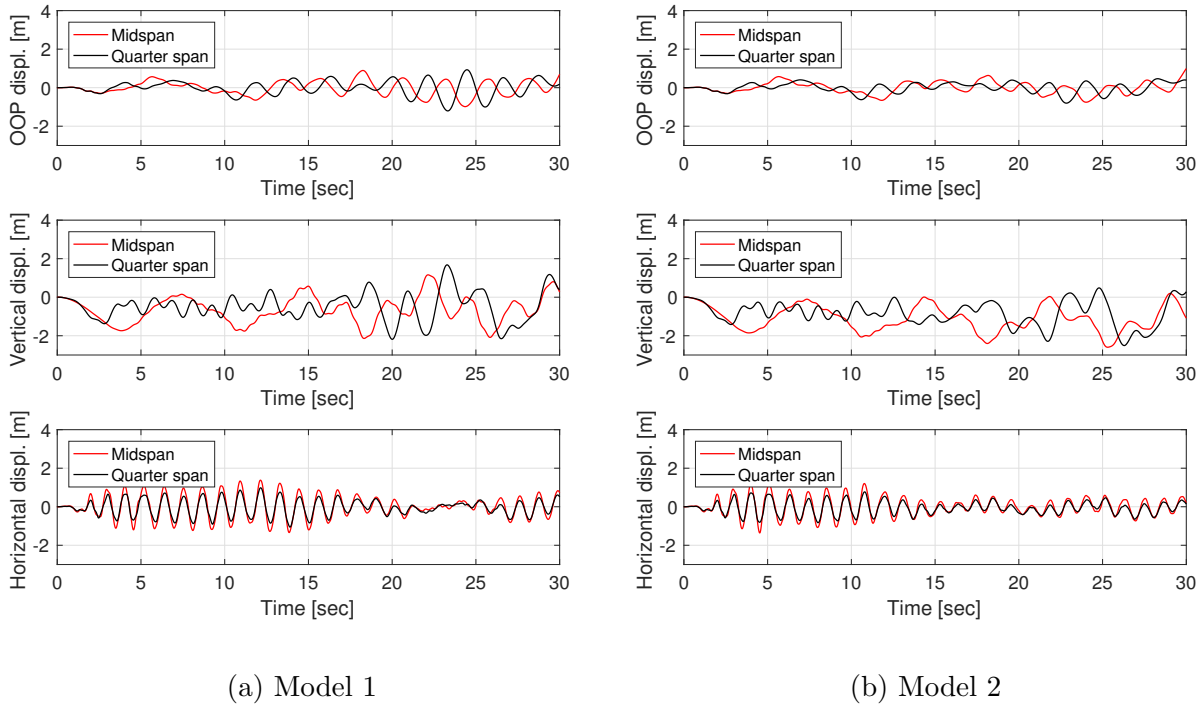 OOP displ. [m]
4
2
0
-2
Midspan
Quarter span
0 5 10 15 20 25 30
Time [sec]
OOP displ. [m]
4
2
0
-2
Midspan
Quarter span
0 5 10 15 20 25 30
Time [sec]
Vertical displ. [m]
4
2
0
-2
Midspan
Quarter span
0 5 10 15 20 25 30
Time [sec]
Vertical displ. [m]
4
2
0
-2
Midspan
Quarter span
0 5 10 15 20 25 30
Time [sec]
Horizontal displ. [m]
4
2
0
-2
Midspan
Quarter span
0 5 10 15 20 25 30
Time [sec]
Horizontal displ. [m]
4
2
0
-2
Midspan
Quarter span
0 5 10 15 20 25 30
Time [sec]
(a) Model 1
(b) Model 2